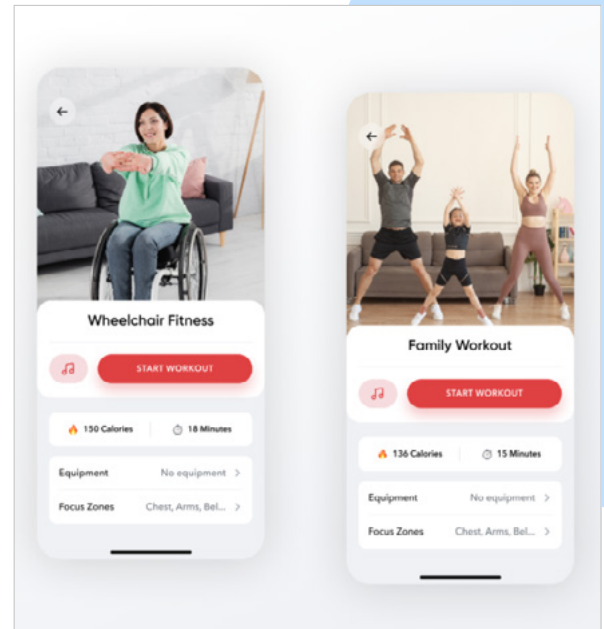 Wheelchair Fitness
START WORKOUT
150 Calories
18 Minutes
Equipment
No equipment
Focus Zones
Chest, Arms, Bel...
Family Workout
START WORKOUT
136 Calories
15 Minutes
Equipment
No equipment
Focus Zones
Chest, Arms, Bel...